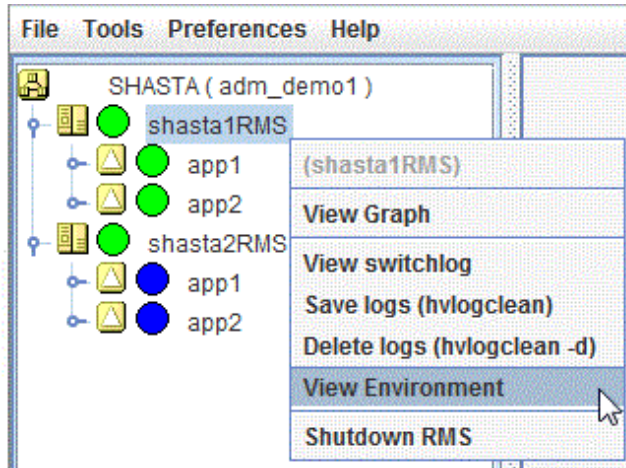 File Tools Preferences Help
SHASTA ( adm_demo1 )
shasta1RMS
app1
app2
shasta2RMS
app1
app2
(shasta1RMS)
View Graph
View switchlog
Save logs (hvlogclean)
Delete logs (hvlogclean -d)
View Environment
Shutdown RMS